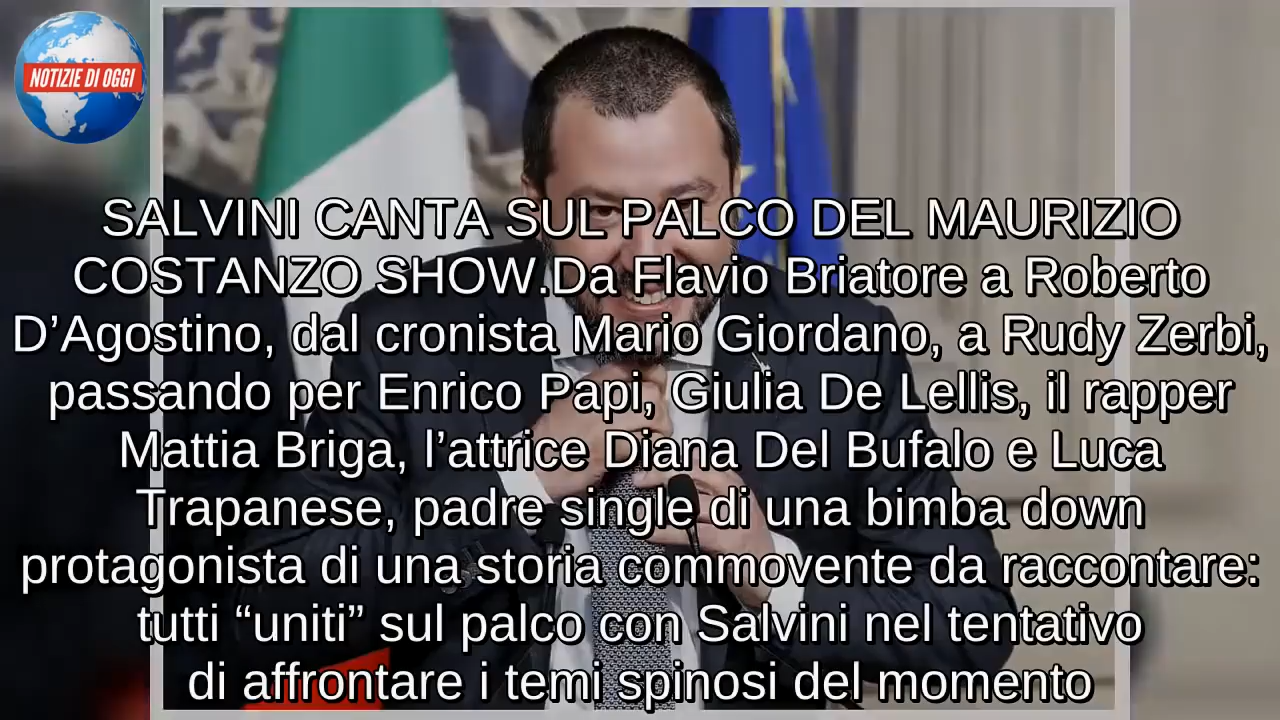 NOTIZIE DI OGGI
SALVINI CANTA SUL PALCO DEL MAURIZIO
COSTANZO SHOW.Da Flavio Briatore a Roberto
D’Agostino, dal cronista Mario Giordano, a Rudy Zerbi,
passando per Enrico Papi, Giulia De Lellis, il rapper
Mattia Briga, l’attrice Diana Del Bufalo e Luca
Trapanese, padre single di una bimba down
protagonista di una storia commovente da raccontare:
tutti “uniti” sul palco con Salvini nel tentativo
di affrontare i temi spinosi del momento